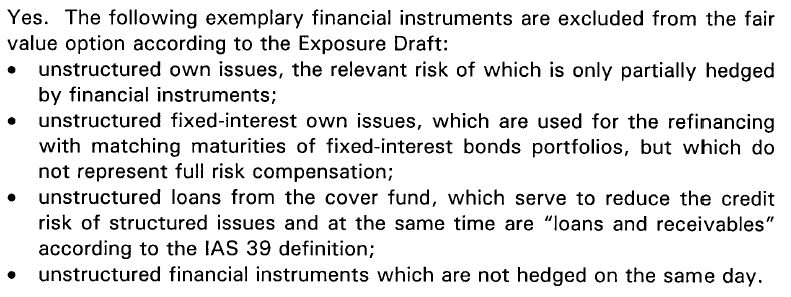 Yes. The following exemplary financial instruments are excluded from the fair
value option according to the Exposure Draft:
• unstructured own issues, the relevant risk of which is only partially hedged
by financial instruments;
• unstructured fixed-interest own issues, which are used for the refinancing
with matching maturities of fixed-interest bonds portfolios, but which do
not represent full risk compensation;
• unstructured loans from the cover fund, which serve to reduce the credit
risk of structured issues and at the same time are "loans and receivables"
according to the IAS 39 definition;
• unstructured financial instruments which are not hedged on the same day.